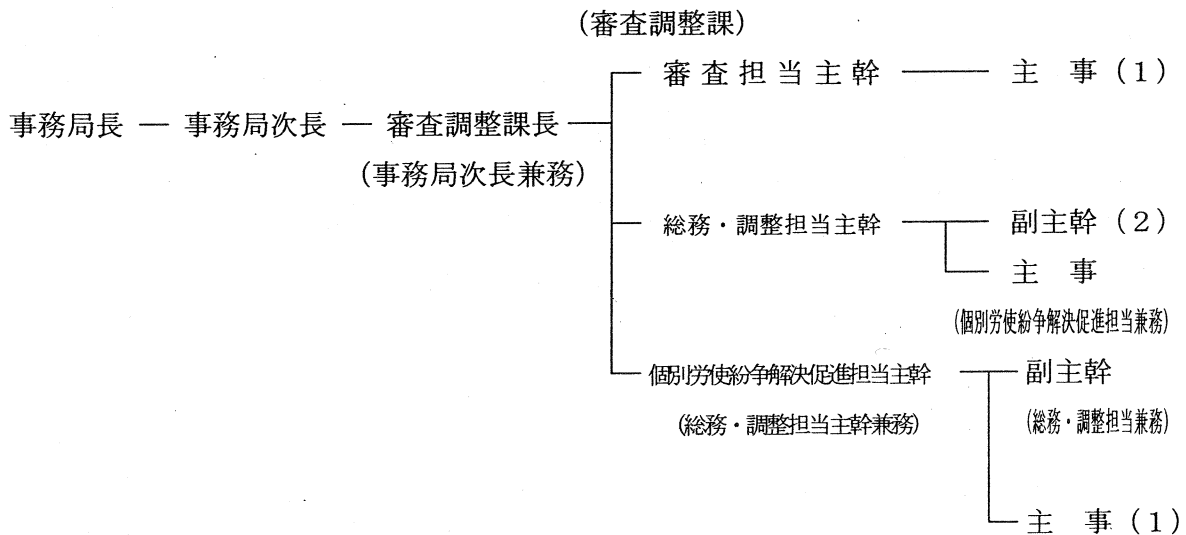 (審査調整課)
審査担当主幹 主 事(1)
事務局長 ― 事務局次長 ― 審査調整課長
(事務局次長兼務)
総務・調整担当主幹 副主幹(2)
主 事
(個別労使紛争解決促進担当兼務)
個別労使紛争解決促進担当主幹 副主幹
(総務・調整担当主幹兼務) (総務・調整担当兼務)
主 事(1)